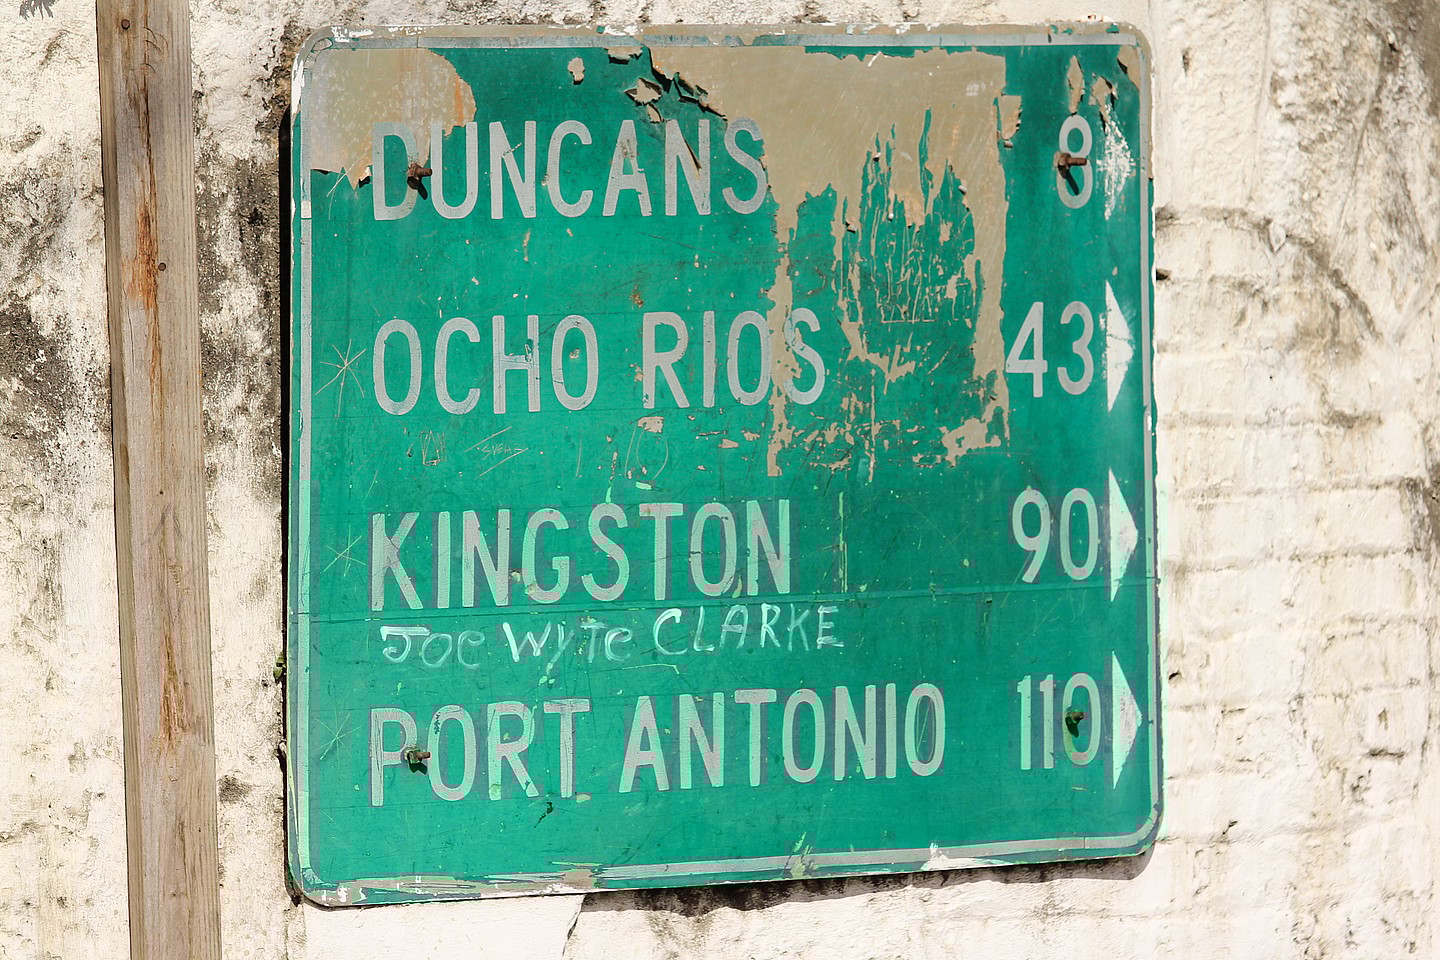 DUNCANS 8
OCHO RIOS 43
KINGSTON 90
Joe Wyte CLARKE
PORT ANTONIO 110